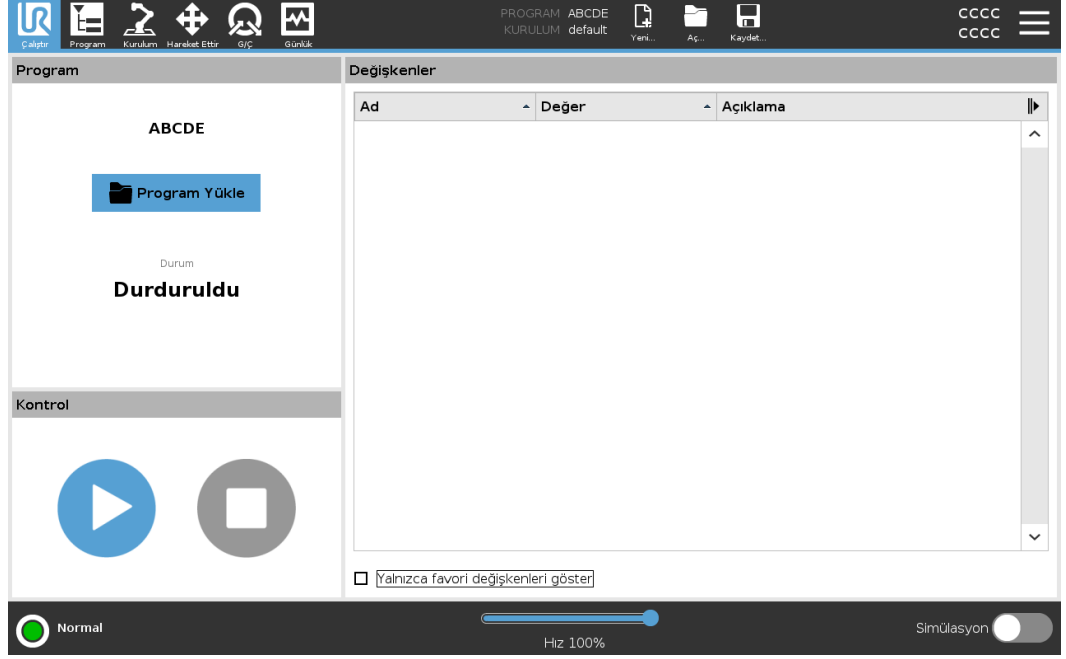 Çalıştır Program Kurulum Hareket Ettir G/Ç Günlük
PROGRAM ABCDE
KURULUM default
Yeni... Aç... Kaydet...
CCCC
CCCC
Program
ABCDE
Program Yükle
Durum
Durduruldu
Kontrol
Değişkenler
Ad Değer Açıklama
Yalnızca favori değişkenleri göster
Normal
Hız 100%
Simülasyon